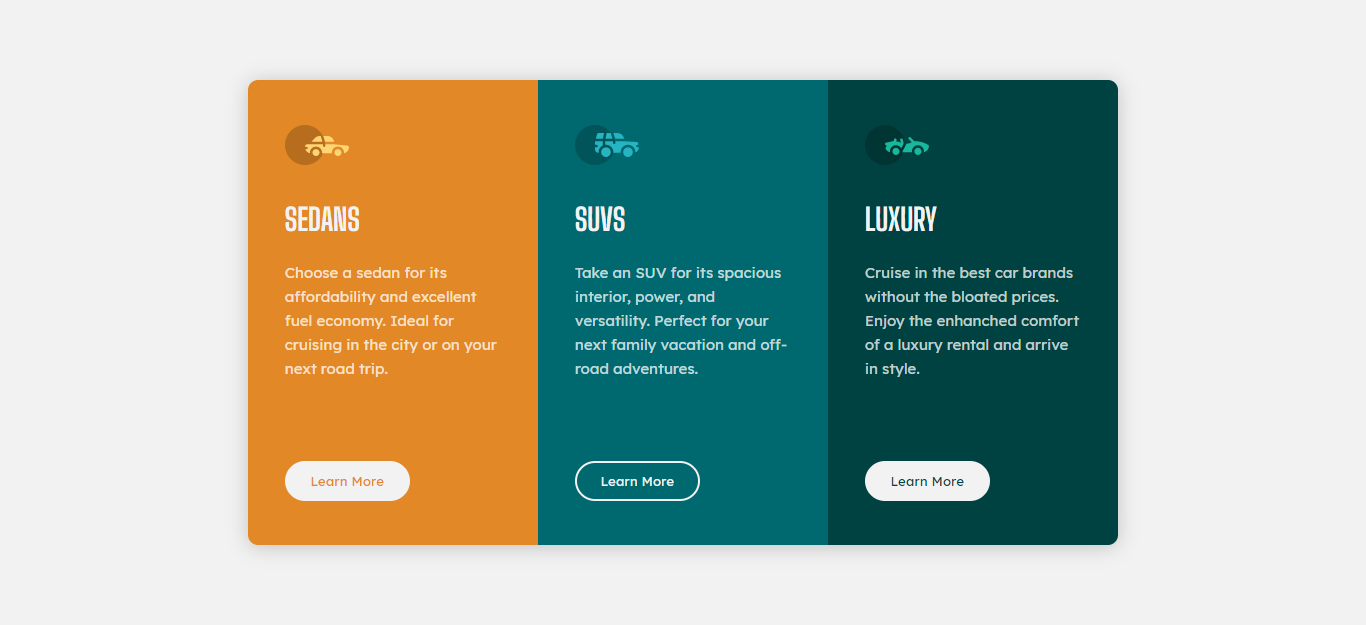 SEDANS
Choose a sedan for its
affordability and excellent
fuel economy. Ideal for
cruising in the city or on your
next road trip.
Learn More
SUVS
Take an SUV for its spacious
interior, power, and
versatility. Perfect for your
next family vacation and off-
road adventures.
Learn More
LUXURY
Cruise in the best car brands
without the bloated prices.
Enjoy the enhanched comfort
of a luxury rental and arrive
in style.
Learn More